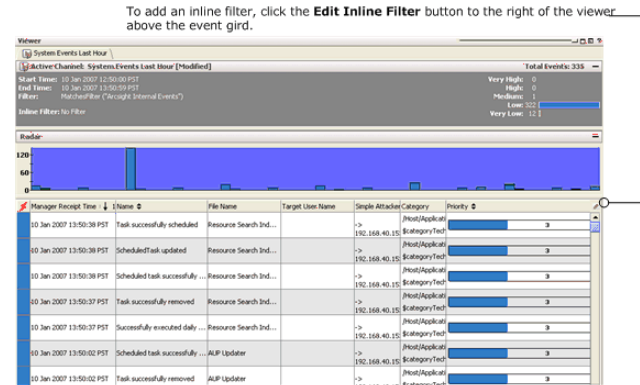 To add an inline filter, click the Edit Inline Filter button to the right of the viewer
above the event gird.
Viewer
System Events Last Hour
Active Channel: System Events Last Hour [Modified] Total Events: 335
Start Time: 10 Jan 2007 12:50:00 PST Very High: 0
End Time: 10 Jan 2007 13:50:59 PST High: 0
Filter: MatchesFilter ("Arcsight Internal Events") Medium: 1
Low: 322
Inline Filter: No Filter Very Low: 12
Radar
120
60
0
Manager Receipt Time 1 Name File Name Target User Name Simple Attacker Category Priority
10 Jan 2007 13:50:38 PST Task successfully scheduled Resource Search Ind... -> 192.168.40.15: /Host/Applicati $categoryTech 3
10 Jan 2007 13:50:38 PST ScheduledTask updated Resource Search Ind... -> 192.168.40.15: /Host/Applicati $categoryTech 3
10 Jan 2007 13:50:38 PST Scheduled task successfully ... Resource Search Ind... -> 192.168.40.15: /Host/Applicati $categoryTech 3
10 Jan 2007 13:50:37 PST Task successfully removed Resource Search Ind... -> 192.168.40.15: /Host/Applicati $categoryTech 3
10 Jan 2007 13:50:37 PST Successfully executed daily ... Resource Search Ind... -> 192.168.40.15: /Host/Applicati $categoryTech 3
10 Jan 2007 13:50:02 PST Scheduled task successfully ... AUP Updater -> 192.168.40.15: /Host/Applicati $categoryTech 3
10 Jan 2007 13:50:02 PST Task successfully removed AUP Updater -> /Host/Applicati 3